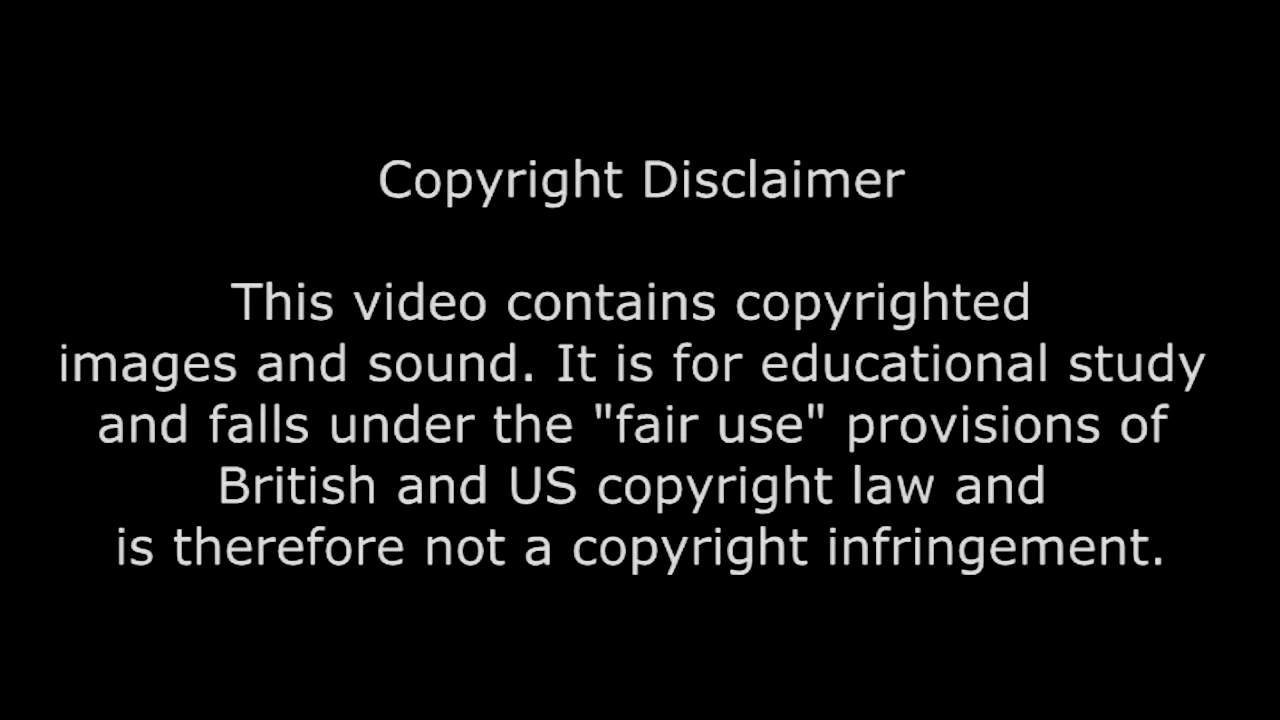 Copyright Disclaimer
This video contains copyrighted
images and sound. It is for educational study
and falls under the "fair use" provisions of
British and US copyright law and
is therefore not a copyright infringement.